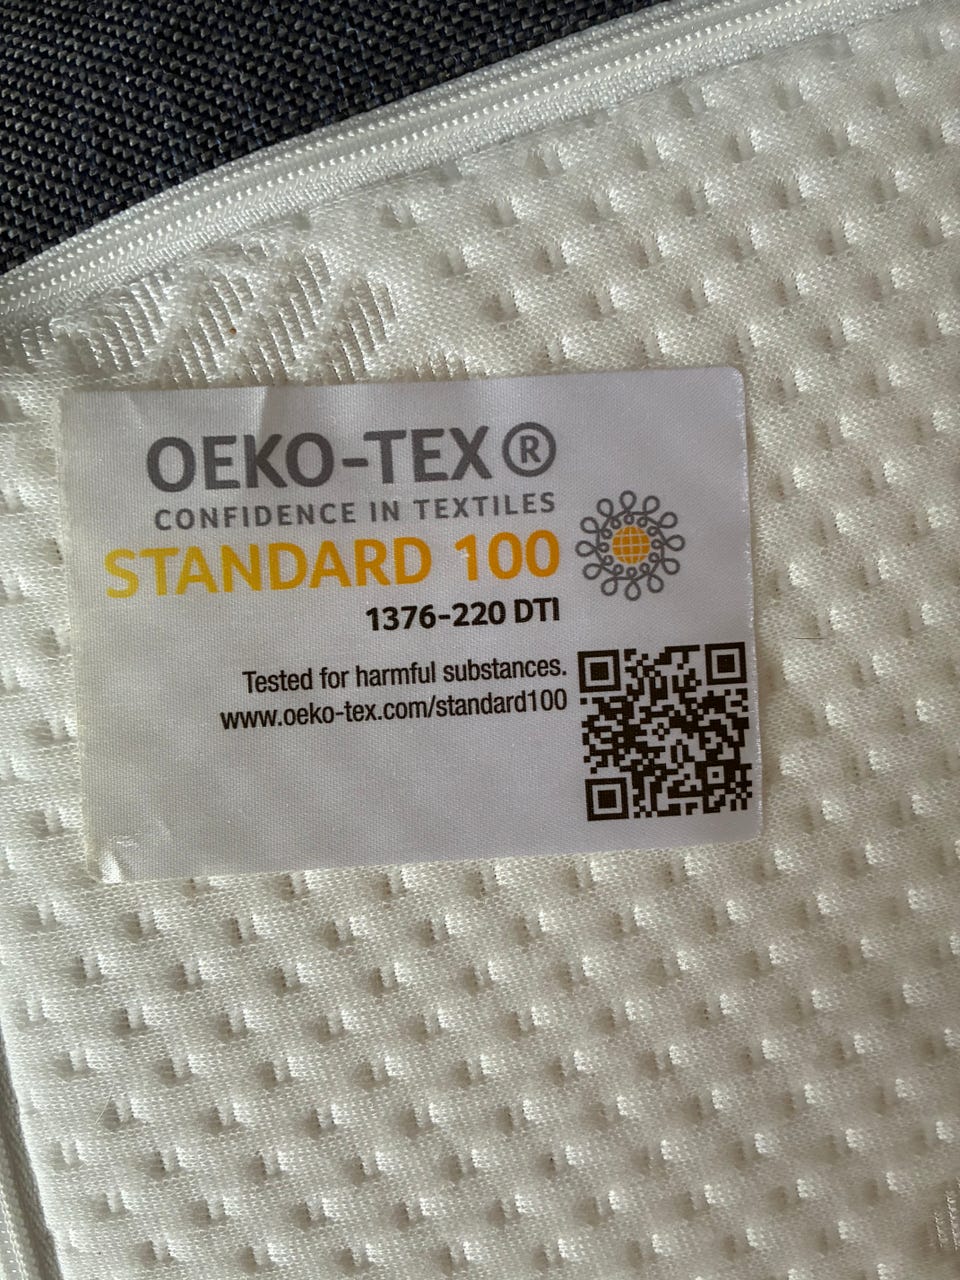 OEKO-TEX®
CONFIDENCE IN TEXTILES
STANDARD 100
1376-220 DTI
Tested for harmful substances.
www.oeko-tex.com/standard100